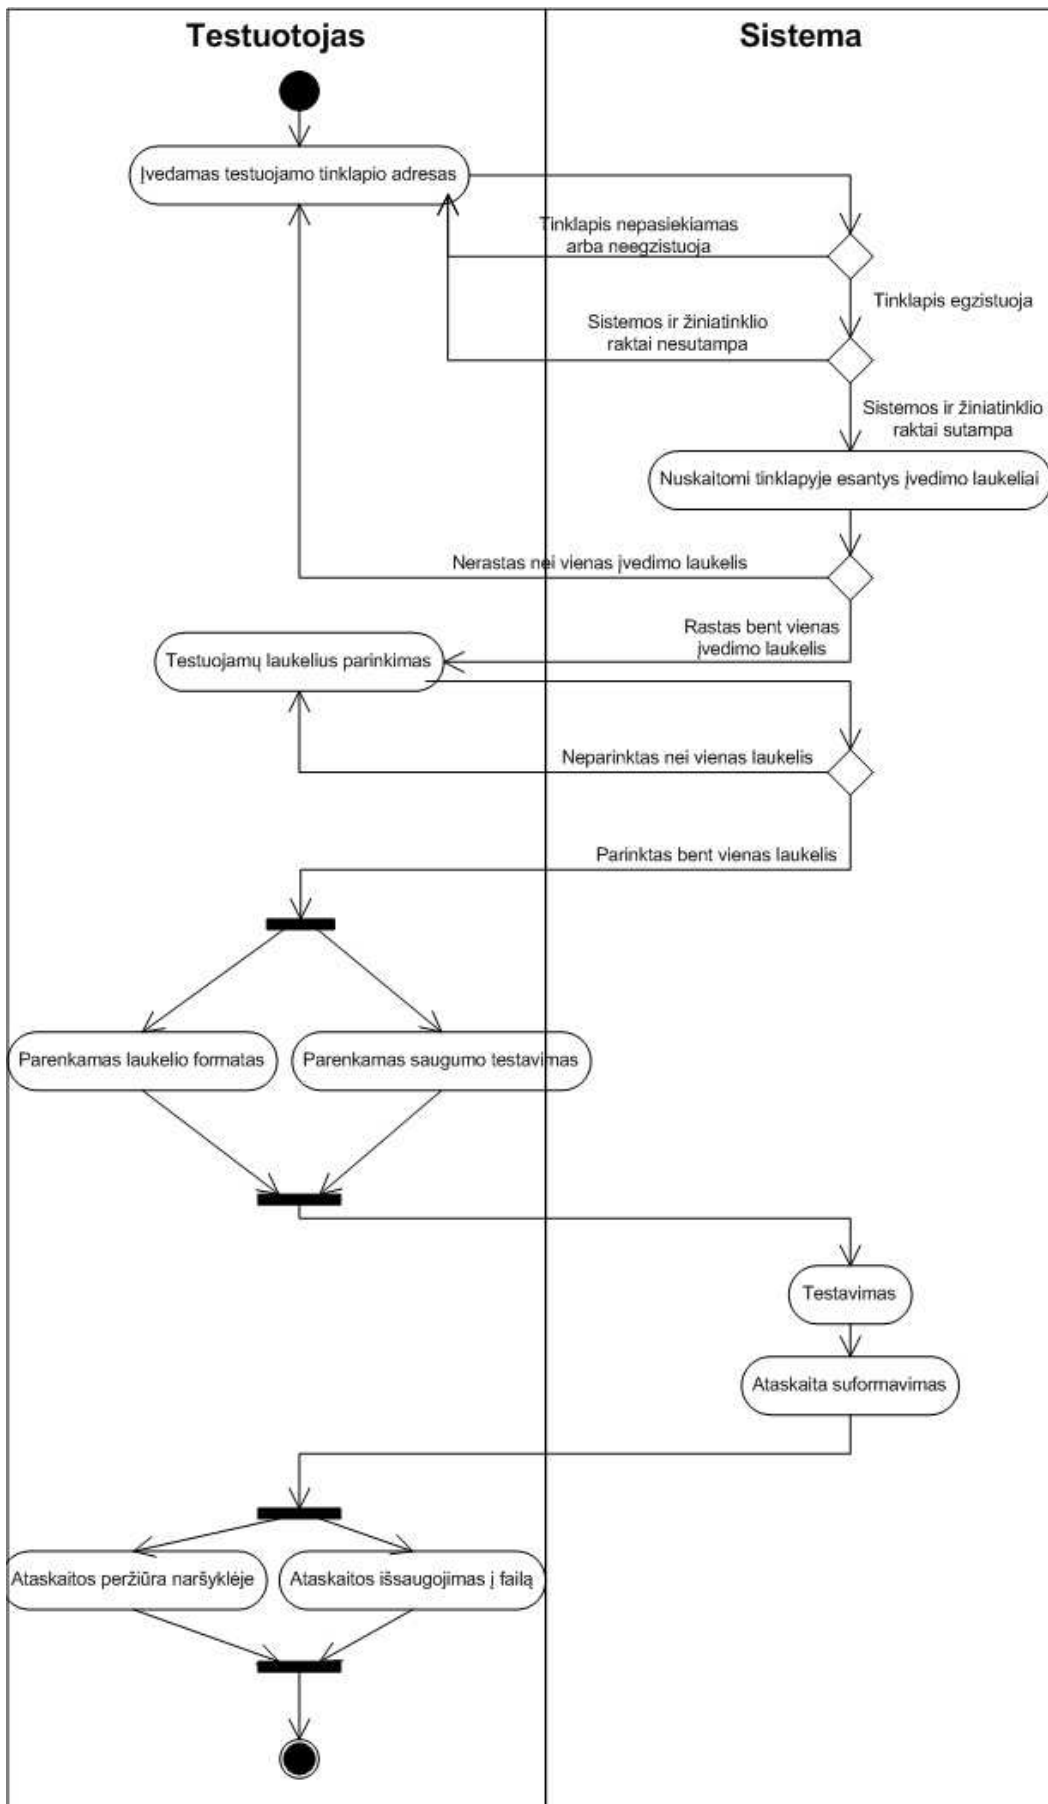 Testuotojas
Sistema
Įvedamas testuojamo tinklapio adresas
Tinklapis nepasiekiamas
arba neegzistuoja
Tinklapis egzistuoja
Sistemos ir žiniatinklio
raktai nesutampa
Sistemos ir žiniatinklio
raktai sutampa
Nuskaitomi tinklapyje esantys įvedimo laukeliai
Nerastas nei vienas įvedimo laukelis
Rastas bent vienas
įvedimo laukelis
Testuojamų laukelius parinkimas
Neparinktas nei vienas laukelis
Parinktas bent vienas laukelis
Parenkamas laukelio formatas
Parenkamas saugumo testavimas
Testavimas
Ataskaita suformavimas
Ataskaitos peržiūra naršyklėje
Ataskaitos išsaugojimas į failą